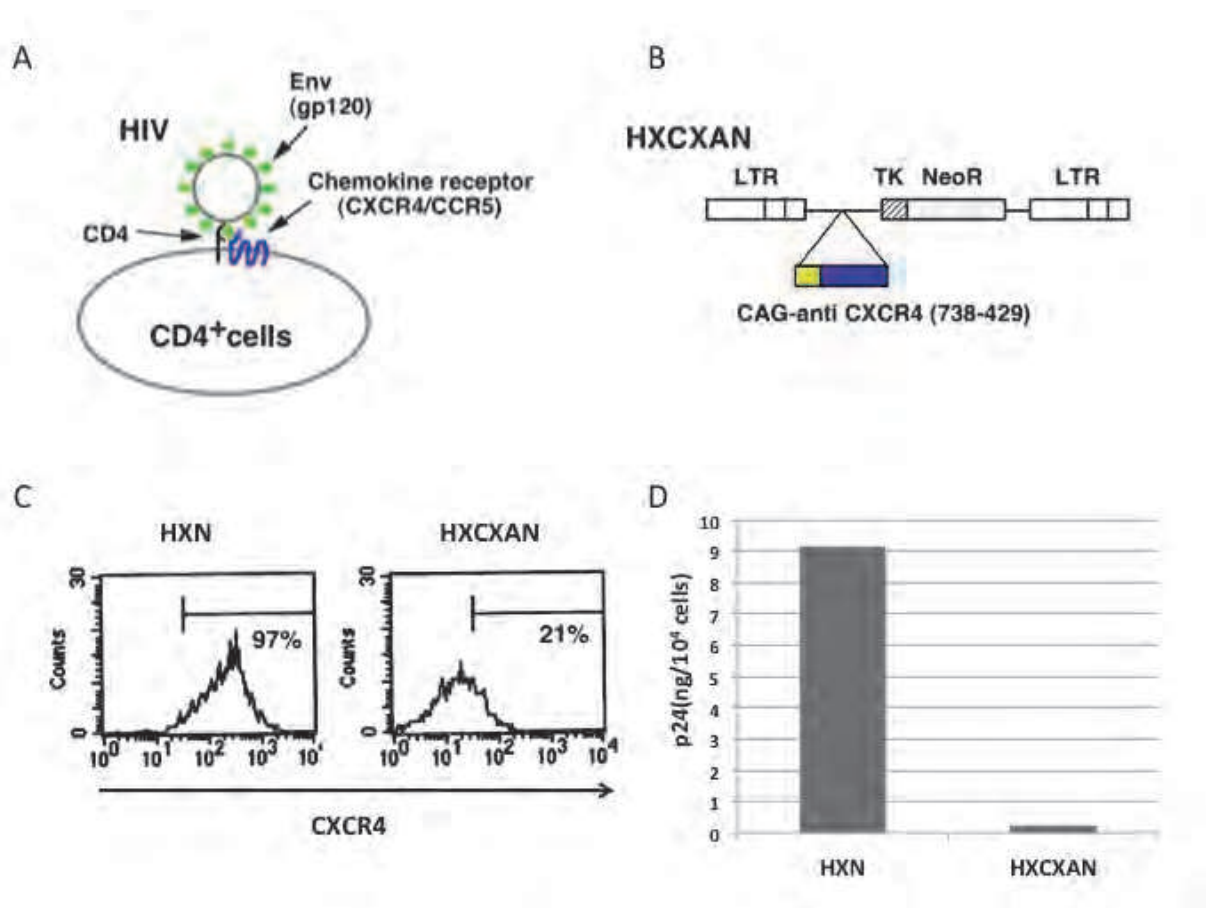 A
Env
(gp120)
HIV
Chemokine receptor
(CXCR4/CCR5)
CD4
CD4+cells
B
HXCXAN
LTR TK NeoR LTR
CAG-anti CXCR4 (738-429)
C
HXN HXCXAN
30 30
97% 21%
Counts Counts
0 0
10⁰ 10¹ 10² 10³ 10⁴ 10⁰ 10¹ 10² 10³ 10⁴
CXCR4
D
p24(ng/10⁴ cells)
10
9
8
7
6
5
4
3
2
1
0
HXN HXCXAN